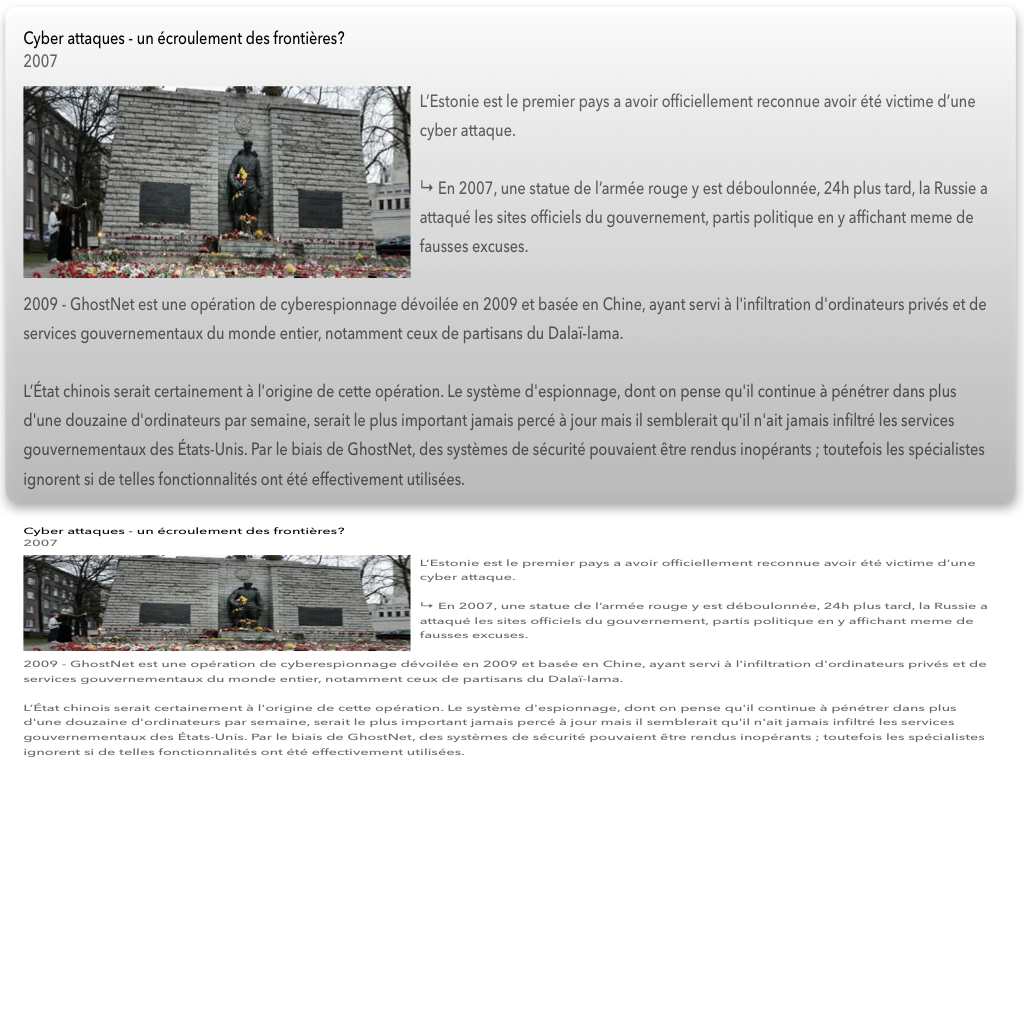 Cyber attaques - un écroulement des frontières?
2007
L’Estonie est le premier pays a avoir officiellement reconnue avoir été victime d’une
cyber attaque.
↳ En 2007, une statue de l’armée rouge y est déboulonnée, 24h plus tard, la Russie a
attaqué les sites officiels du gouvernement, partis politique en y affichant meme de
fausses excuses.
2009 - GhostNet est une opération de cyberespionnage dévoilée en 2009 et basée en Chine, ayant servi à l'infiltration d'ordinateurs privés et de
services gouvernementaux du monde entier, notamment ceux de partisans du Dalaï-lama.
L’État chinois serait certainement à l'origine de cette opération. Le système d'espionnage, dont on pense qu'il continue à pénétrer dans plus
d'une douzaine d'ordinateurs par semaine, serait le plus important jamais percé à jour mais il semblerait qu'il n'ait jamais infiltré les services
gouvernementaux des États-Unis. Par le biais de GhostNet, des systèmes de sécurité pouvaient être rendus inopérants ; toutefois les spécialistes
ignorent si de telles fonctionnalités ont été effectivement utilisées.
Cyber attaques - un écroulement des frontières?
2007
L’Estonie est le premier pays a avoir officiellement reconnue avoir été victime d’une
cyber attaque.
↳ En 2007, une statue de l’armée rouge y est déboulonnée, 24h plus tard, la Russie a
attaqué les sites officiels du gouvernement, partis politique en y affichant meme de
fausses excuses.
2009 - GhostNet est une opération de cyberespionnage dévoilée en 2009 et basée en Chine, ayant servi à l'infiltration d'ordinateurs privés et de
services gouvernementaux du monde entier, notamment ceux de partisans du Dalaï-lama.
L’État chinois serait certainement à l'origine de cette opération. Le système d'espionnage, dont on pense qu'il continue à pénétrer dans plus
d'une douzaine d'ordinateurs par semaine, serait le plus important jamais percé à jour mais il semblerait qu'il n'ait jamais infiltré les services
gouvernementaux des États-Unis. Par le biais de GhostNet, des systèmes de sécurité pouvaient être rendus inopérants ; toutefois les spécialistes
ignorent si de telles fonctionnalités ont été effectivement utilisées.